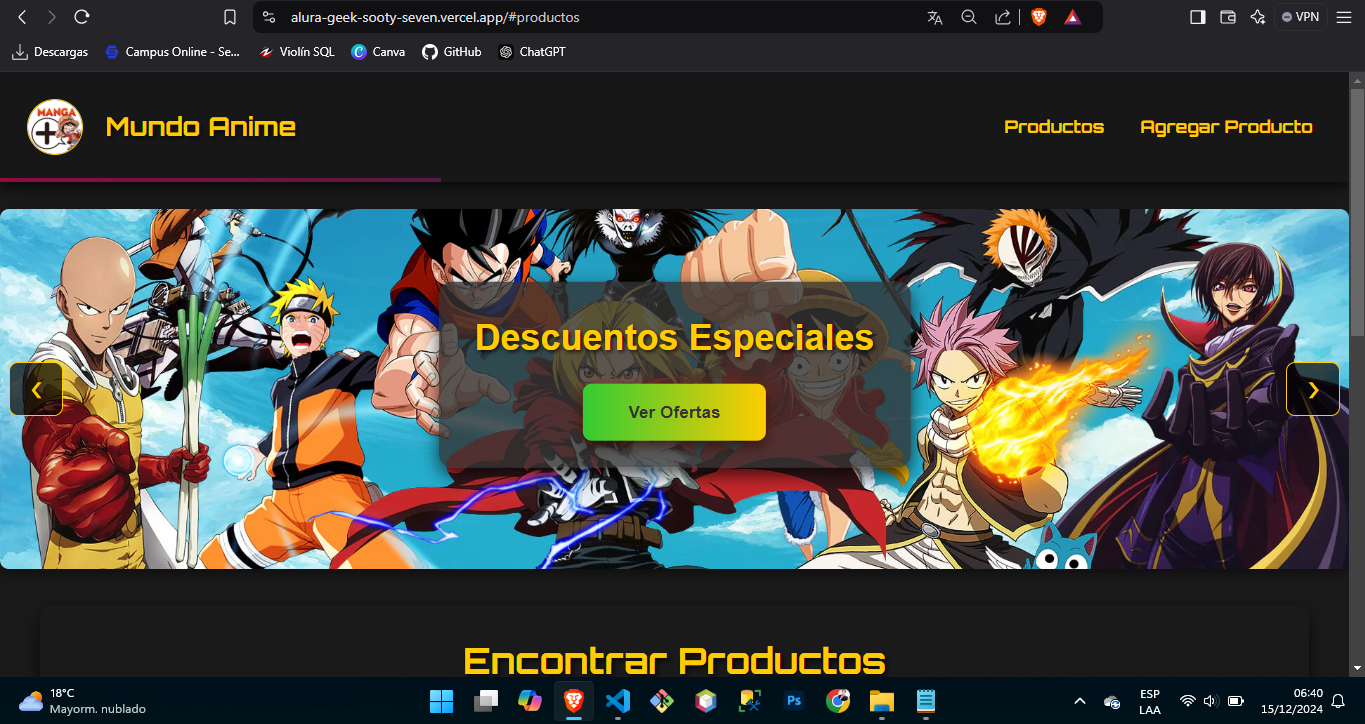 alura-geek-sooty-seven.vercel.app/#productos
VPN
Descargas
Campus Online - Se...
Violín SQL
Canva
GitHub
ChatGPT
MANGA
Mundo Anime
Productos
Agregar Producto
Descuentos Especiales
❮
Ver Ofertas
❯
Encontrar Productos
18°C
Mayorm. nublado
Ps
ESP
LAA
06:40
15/12/2024